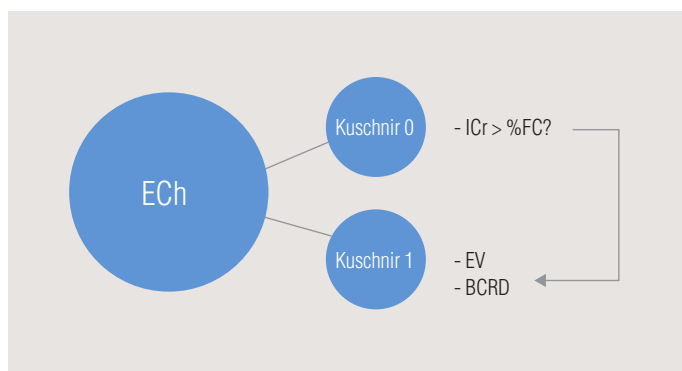 ECh
Kuschnir 0
- ICr > %FC?
Kuschnir 1
- EV
- BCRD